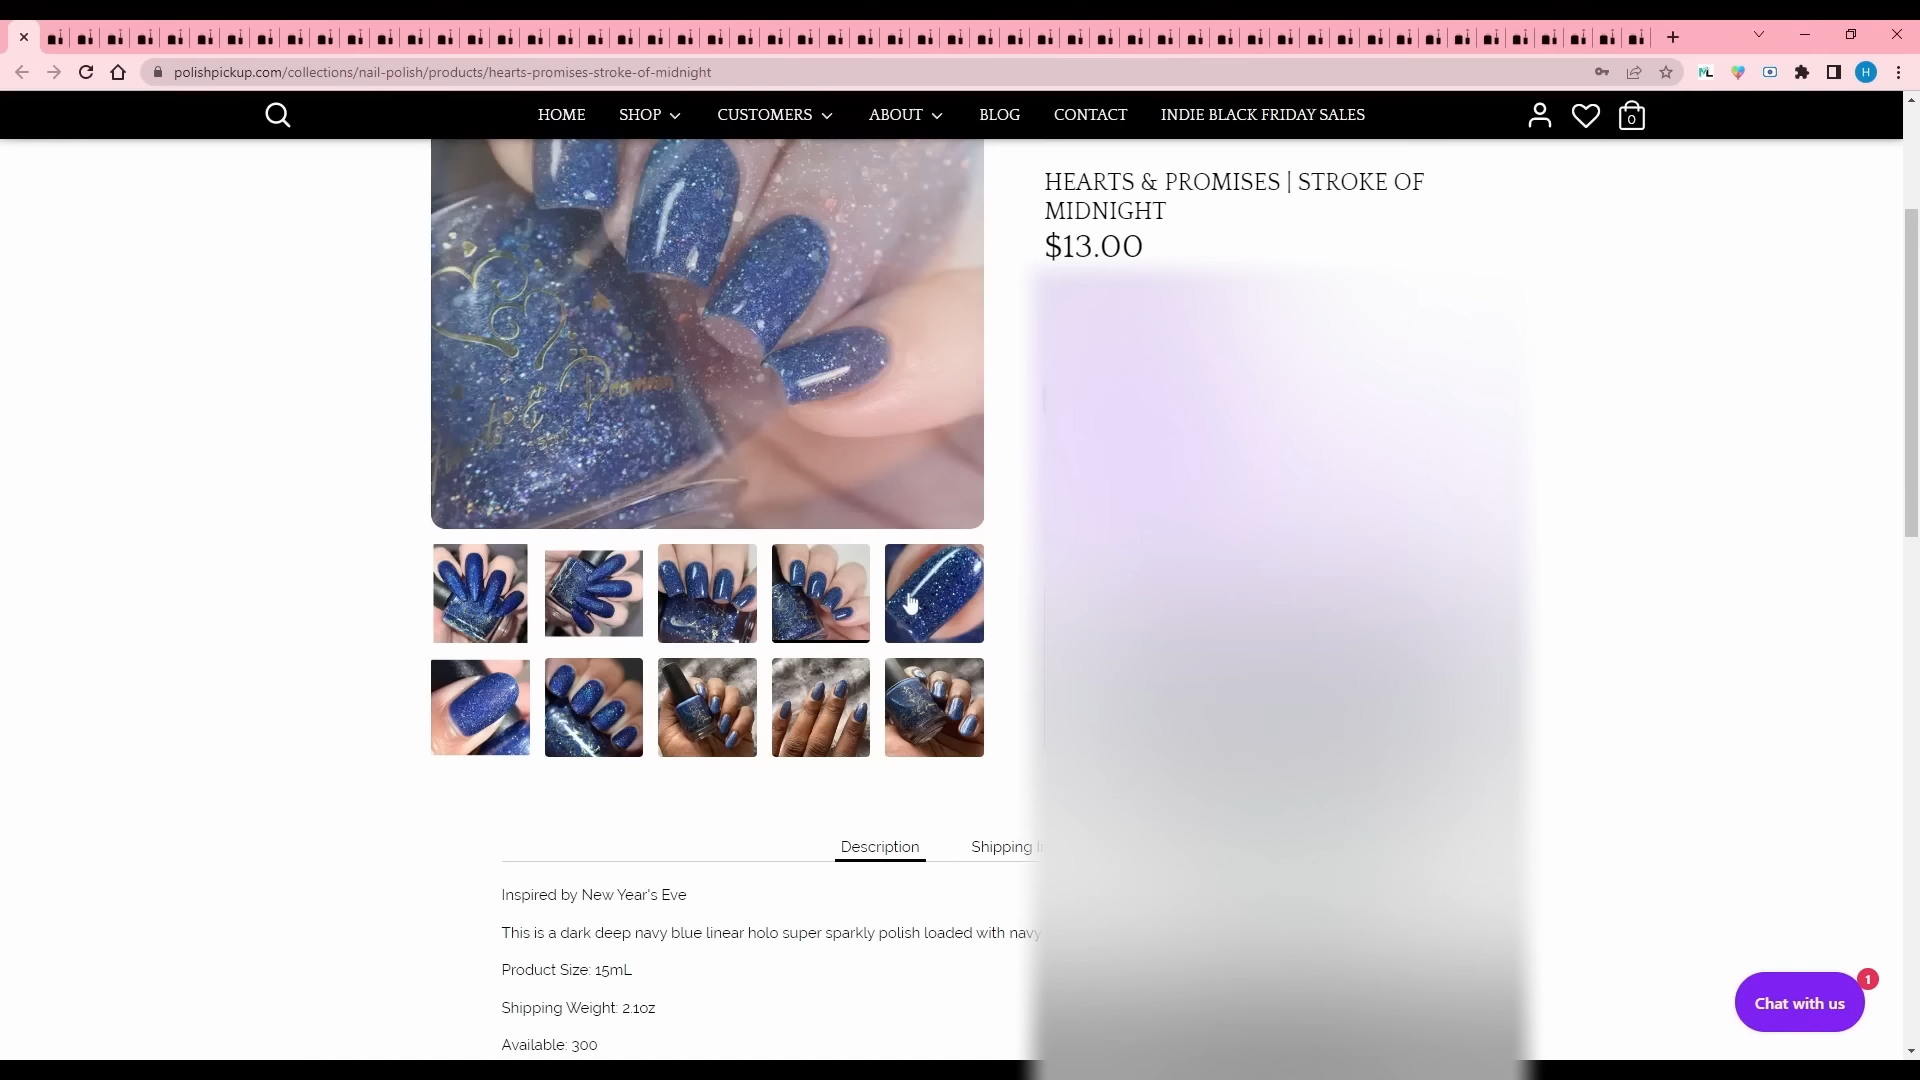 polishpickup.com/collections/nail-polish/products/hearts-promises-stroke-of-midnight
H
HOME SHOP CUSTOMERS ABOUT BLOG CONTACT INDIE BLACK FRIDAY SALES
0
HEARTS & PROMISES | STROKE OF
MIDNIGHT
$13.00
Description Shipping
Inspired by New Year's Eve
This is a dark deep navy blue linear holo super sparkly polish loaded with navy
Product Size: 15mL
Shipping Weight: 2.1oz
Available: 300
1
Chat with us